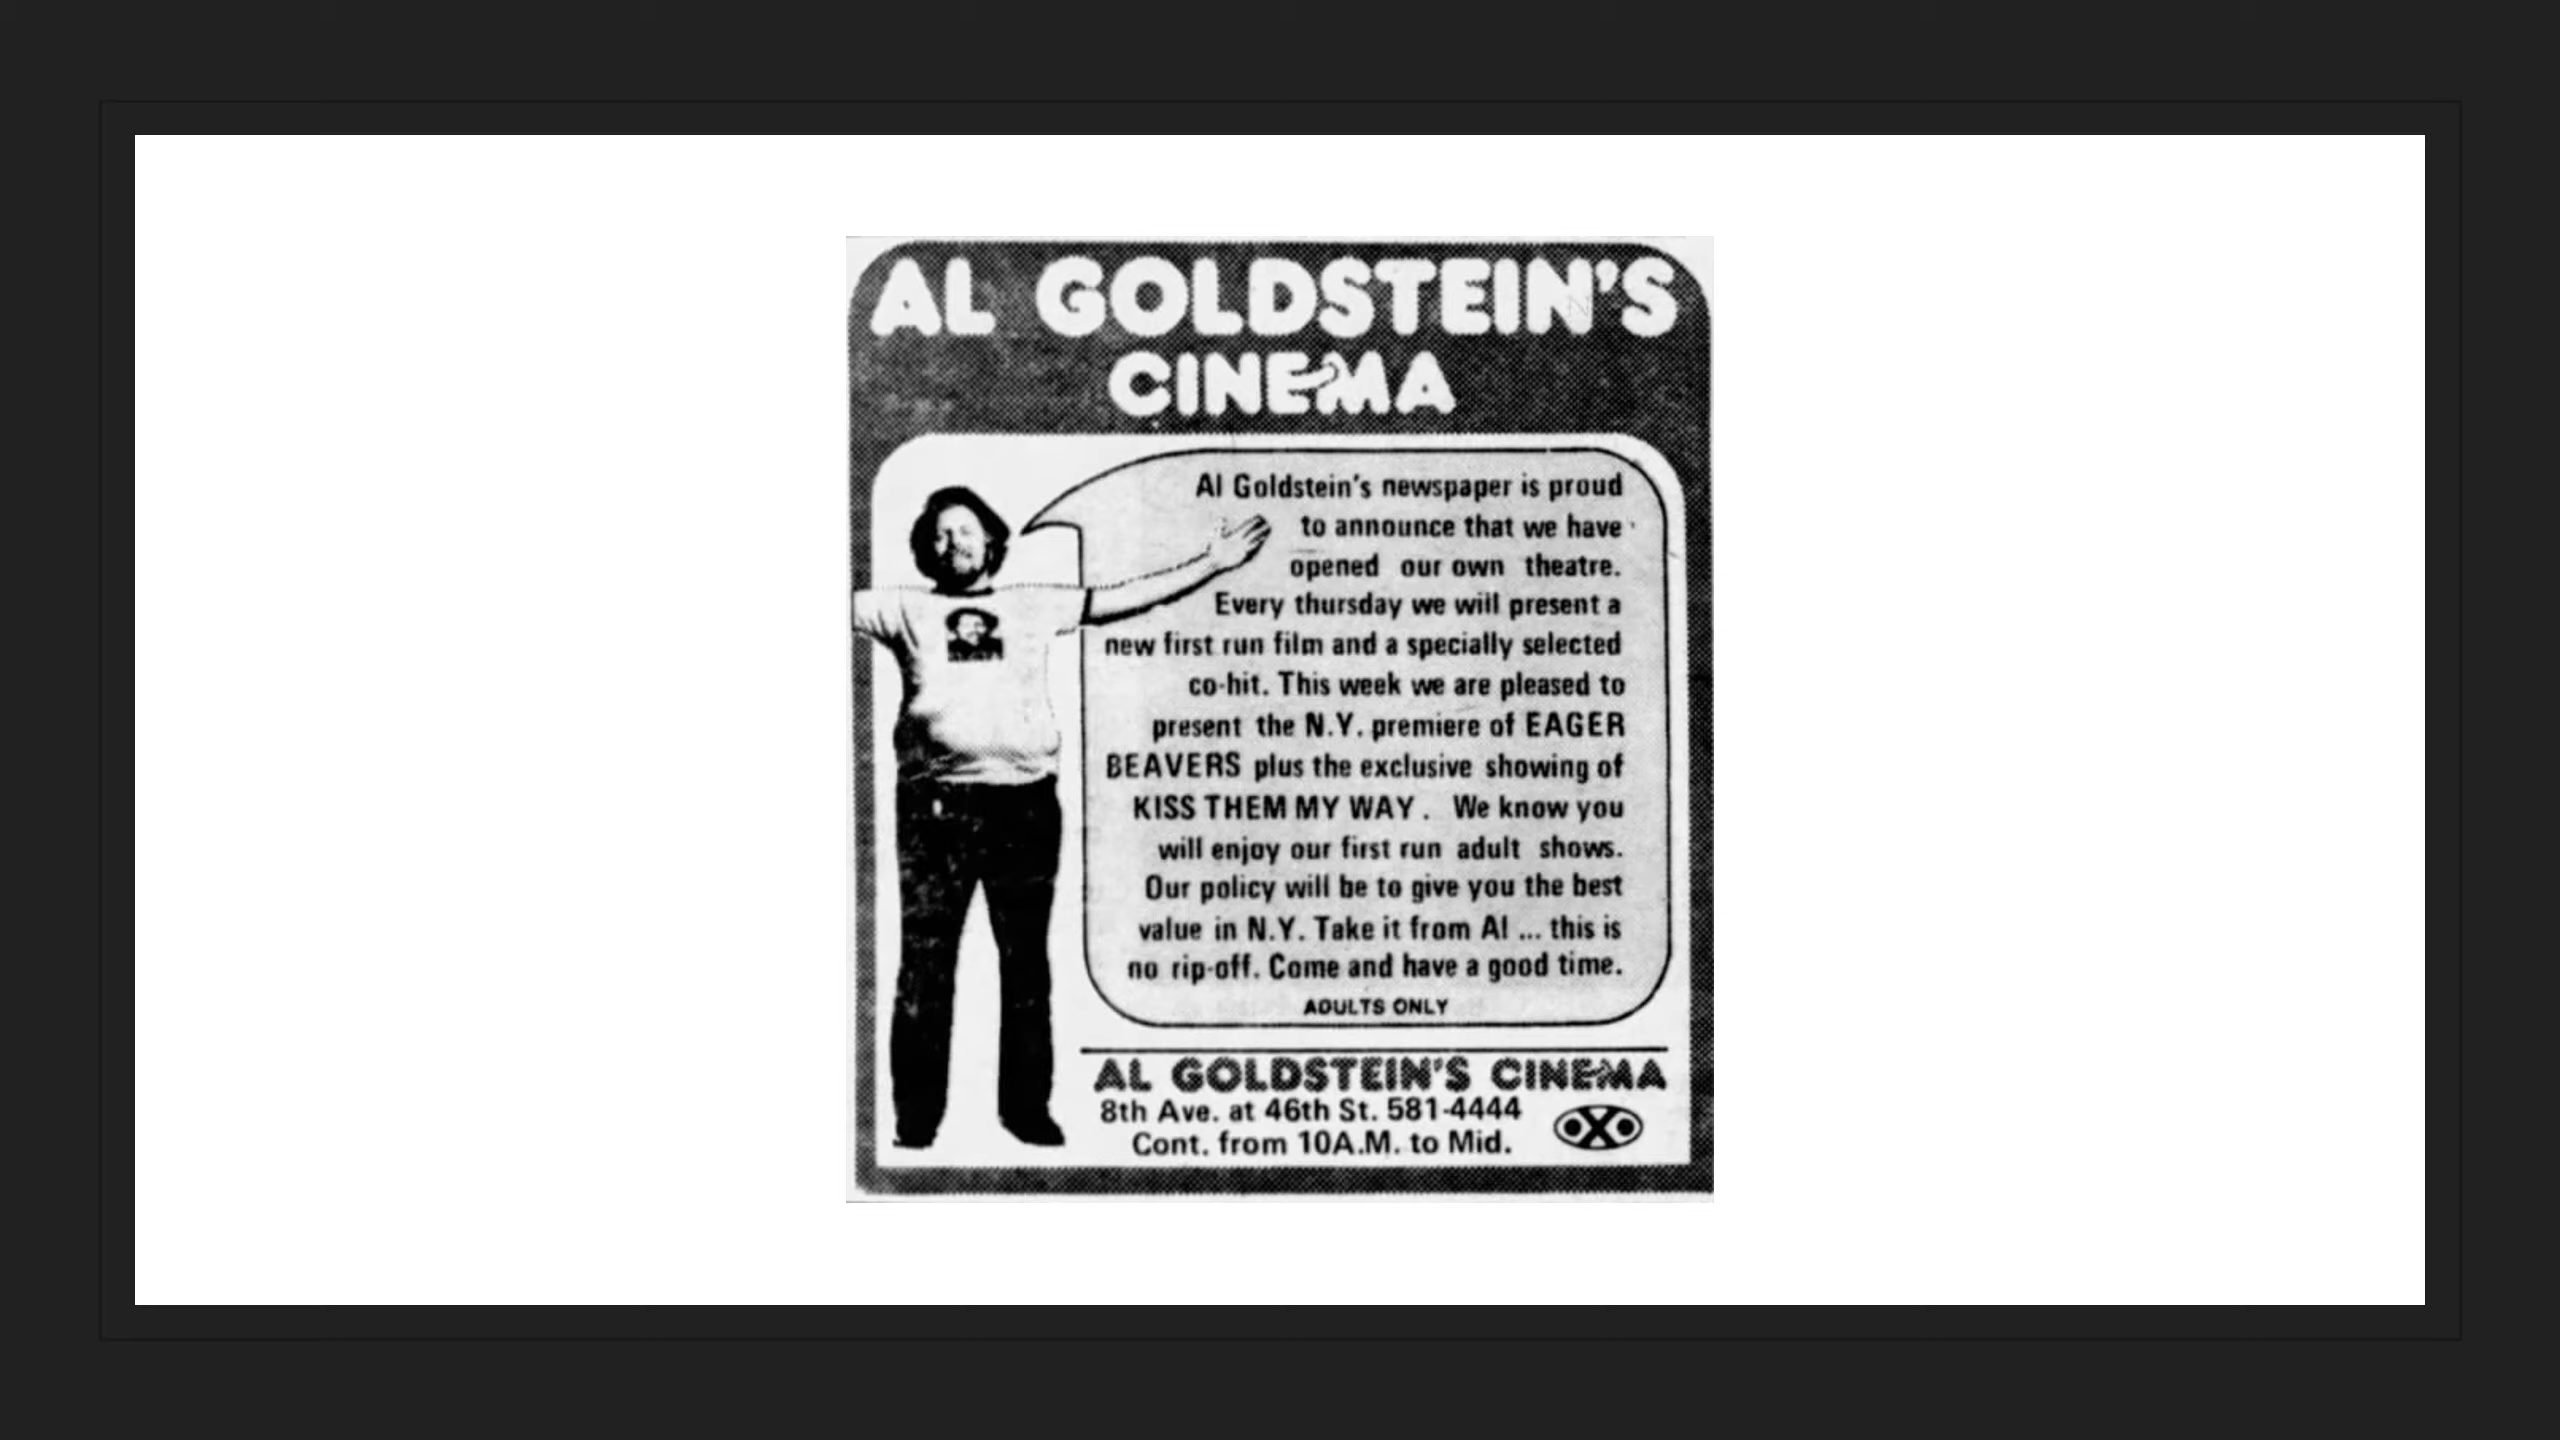 AL GOLDSTEIN'S
CINEMA
Al Goldstein's newspaper is proud
to announce that we have
opened our own theatre.
Every thursday we will present a
new first run film and a specially selected
co-hit. This week we are pleased to
present the N.Y. premiere of EAGER
BEAVERS plus the exclusive showing of
KISS THEM MY WAY. We know you
will enjoy our first run adult shows.
Our policy will be to give you the best
value in N.Y. Take it from Al ... this is
no rip-off. Come and have a good time.
ADULTS ONLY
AL GOLDSTEIN'S CINEMA
8th Ave. at 46th St. 581-4444
Cont. from 10A.M. to Mid.